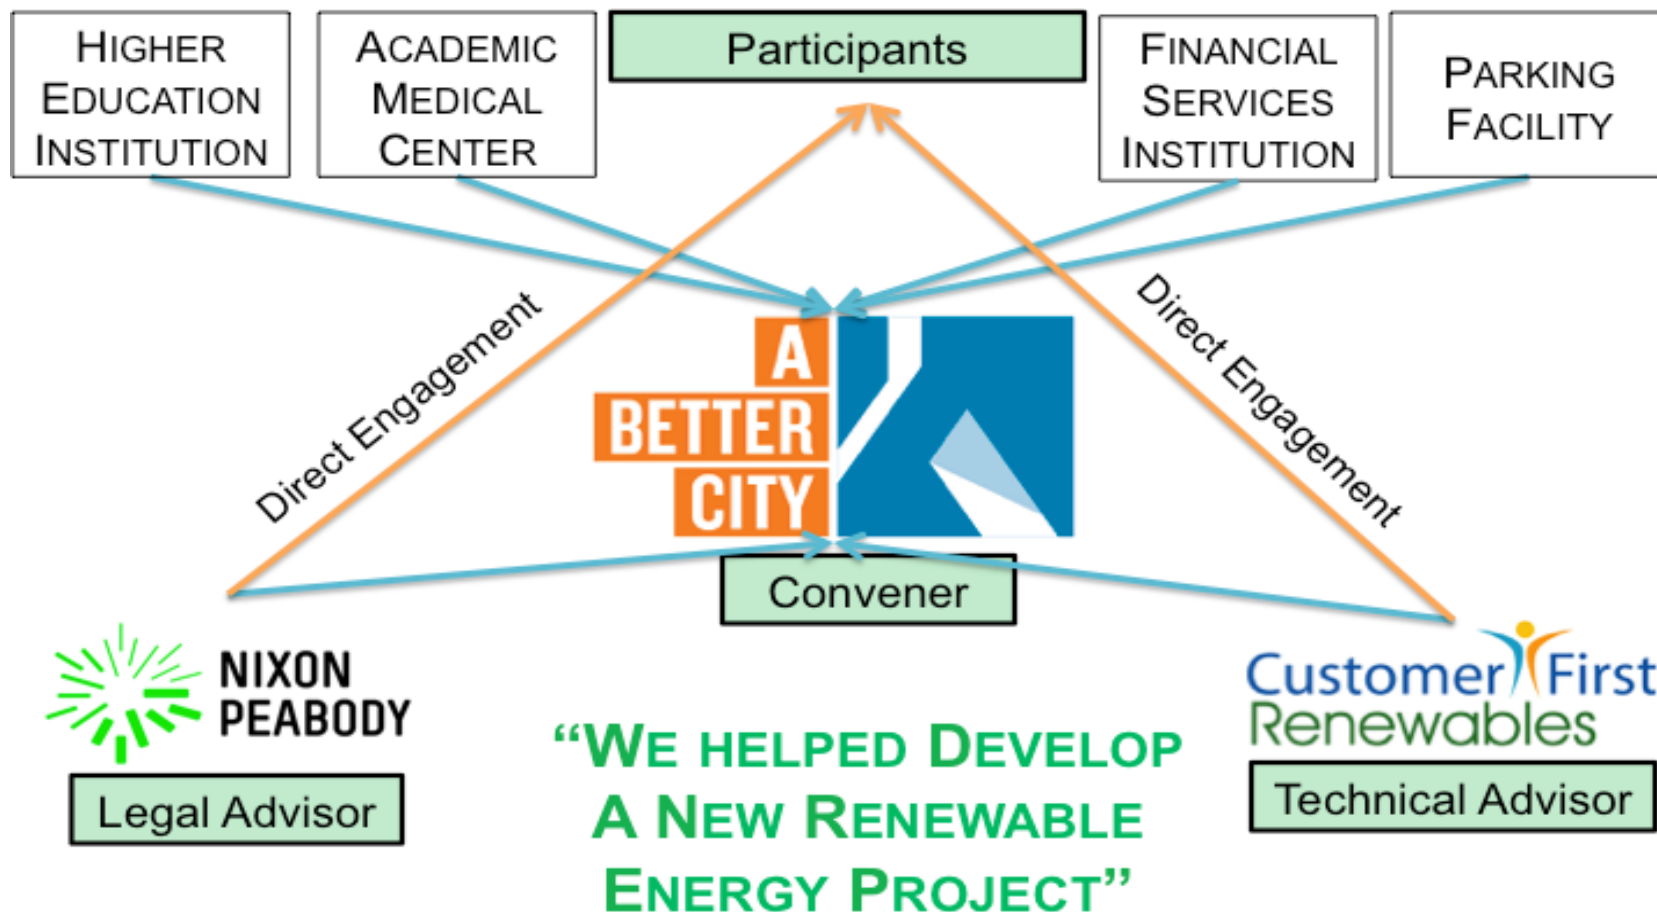 HIGHER
EDUCATION
INSTITUTION
ACADEMIC
MEDICAL
CENTER
Participants
FINANCIAL
SERVICES
INSTITUTION
PARKING
FACILITY
Direct Engagement
Direct Engagement
A
BETTER
CITY
Convener
NIXON
PEABODY
Legal Advisor
Customer First
Renewables
Technical Advisor
“WE HELPED DEVELOP
A NEW RENEWABLE
ENERGY PROJECT”